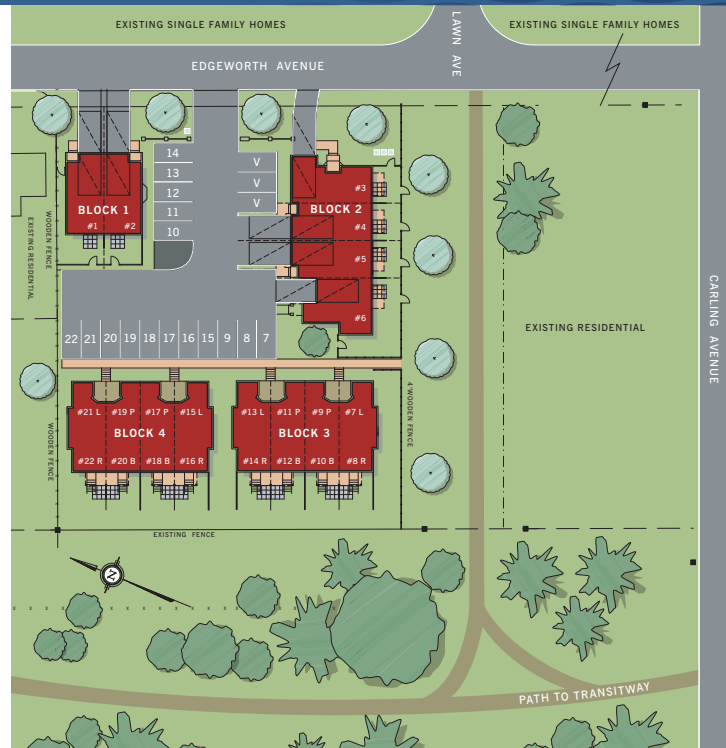 EXISTING SINGLE FAMILY HOMES
LAWN AVE
EXISTING SINGLE FAMILY HOMES
EDGEWORTH AVENUE
14
13
12
11
10
V
V
V
BLOCK 1
#1 #2
BLOCK 2
#3
#4
#5
#6
WOODEN FENCE
EXISTING RESIDENTIAL
EXISTING RESIDENTIAL
CARLING AVENUE
22 21 20 19 18 17 16 15 9 8 7
#21 L #19 P #17 P #15 L
BLOCK 4
#22 R #20 B #18 B #16 R
#13 L #11 P #9 P #7 L
BLOCK 3
#14 R #12 B #10 B #8 R
WOODEN FENCE
4'WOODEN FENCE
EXISTING FENCE
N
PATH TO TRANSITWAY